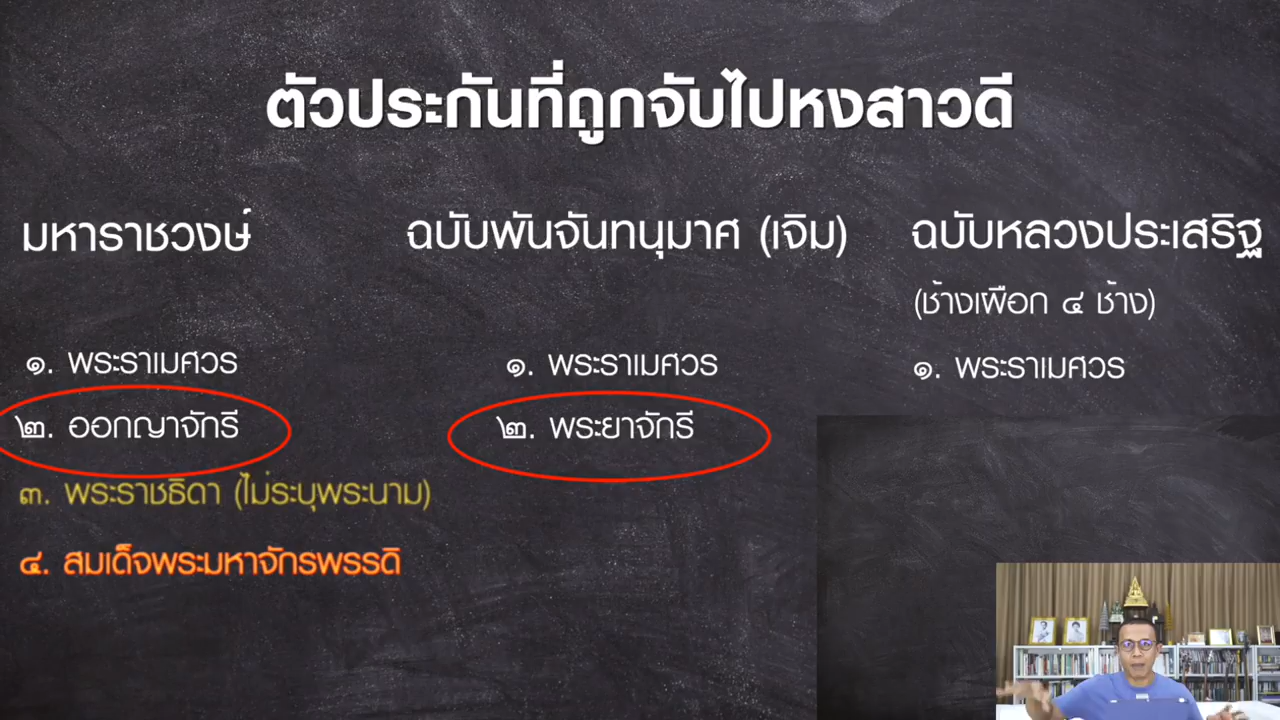 ตัวประกันที่ถูกจับไปหงสาวดี
มหาราชวงษ์
๑. พระราเมศวร
๒. ออกญาจักรี
๓. พระราชธิดา (ไม่ระบุพระนาม)
๔. สมเด็จพระมหาจักรพรรดิ
ฉบับพันจันทนุมาศ (เจิม)
๑. พระราเมศวร
๒. พระยาจักรี
ฉบับหลวงประเสริฐ
(ช้างเผือก ๔ ช้าง)
๑. พระราเมศวร